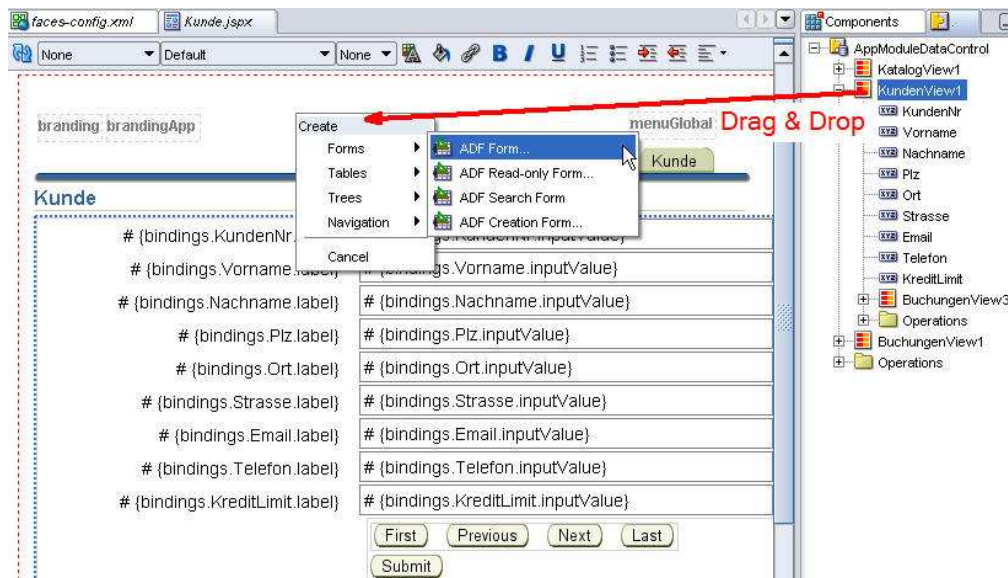 faces-config.xml Kunde.jspx Components
None Default None B I U
AppModuleDataControl
KatalogView1
KundenView1
KundenNr
Vorname
Nachname
Plz
Ort
Strasse
Email
Telefon
KreditLimit
BuchungenView3
Operations
BuchungenView1
Operations
branding brandingApp
menuGlobal
Drag & Drop
Kunde
Create
Forms
Tables
Trees
Navigation
Cancel
ADF Form...
ADF Read-only Form...
ADF Search Form
ADF Creation Form...
Kunde
# {bindings.KundenNr.
# {bindings.Vorname.label} gs.Vorname.inputValue}
# {bindings.Nachname.label} # {bindings.Nachname.inputValue}
# {bindings.Plz.label} # {bindings.Plz.inputValue}
# {bindings.Ort.label} # {bindings.Ort.inputValue}
# {bindings.Strasse.label} # {bindings.Strasse.inputValue}
# {bindings.Email.label} # {bindings.Email.inputValue}
# {bindings.Telefon.label} # {bindings.Telefon.inputValue}
# {bindings.KreditLimit.label} # {bindings.KreditLimit.inputValue}
First Previous Next Last
Submit